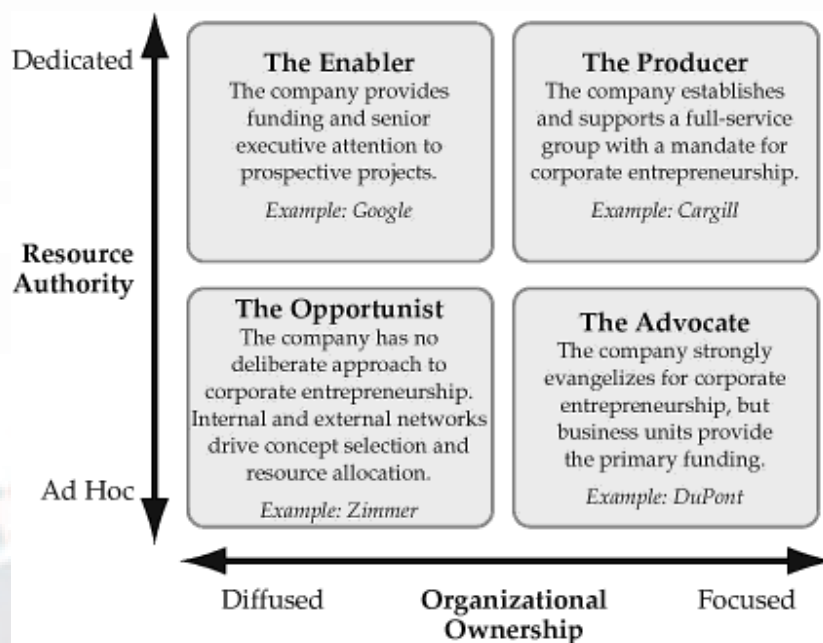 Dedicated
The Enabler
The company provides
funding and senior
executive attention to
prospective projects.
Example: Google
The Producer
The company establishes
and supports a full-service
group with a mandate for
corporate entrepreneurship.
Example: Cargill
Resource
Authority
The Opportunist
The company has no
deliberate approach to
corporate entrepreneurship.
Internal and external networks
drive concept selection and
resource allocation.
Example: Zimmer
The Advocate
The company strongly
evangelizes for corporate
entrepreneurship, but
business units provide
the primary funding.
Example: DuPont
Ad Hoc
Diffused
Organizational
Ownership
Focused